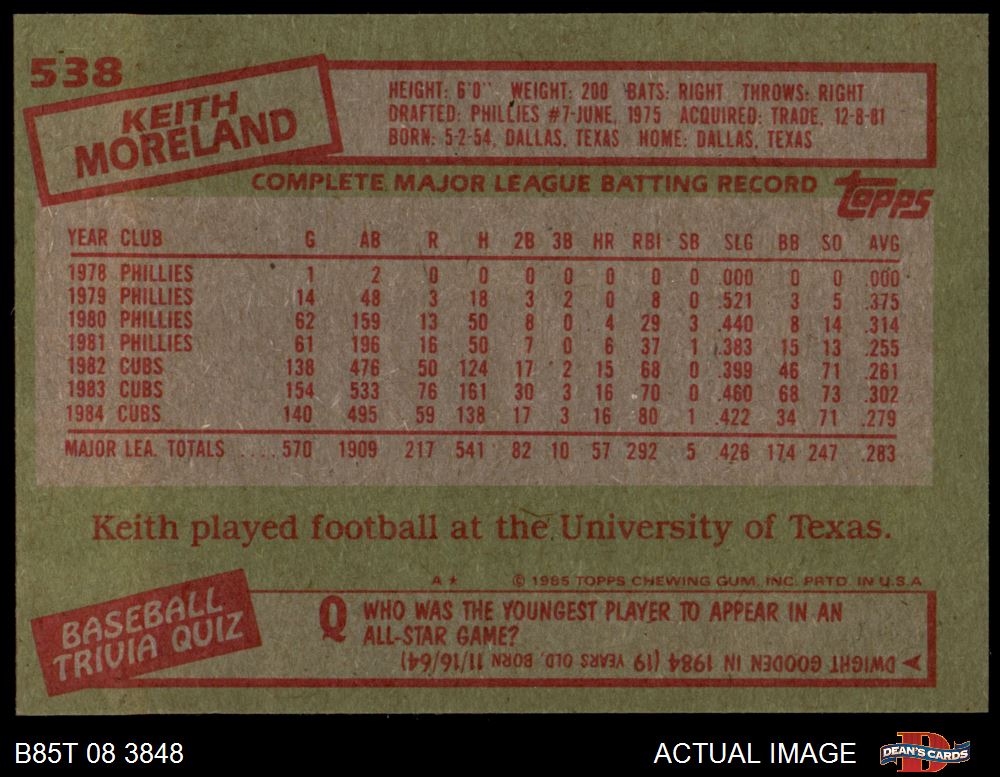 538
KEITH
MORELAND
HEIGHT: 6'0" WEIGHT: 200 BATS: RIGHT THROWS: RIGHT
DRAFTED: PHILLIES #7-JUNE, 1975 ACQUIRED: TRADE, 12-8-81
BORN: 5-2-54, DALLAS, TEXAS HOME: DALLAS, TEXAS
COMPLETE MAJOR LEAGUE BATTING RECORD topps
YEAR CLUB G AB R H 2B 3B HR RBI SB SLG BB SO AVG
1978 PHILLIES 1 2 0 0 0 0 0 0 0 .000 0 0 .000
1979 PHILLIES 14 48 3 18 3 2 0 8 0 .521 3 5 .375
1980 PHILLIES 62 159 13 50 8 0 4 29 3 .440 8 14 .314
1981 PHILLIES 61 196 16 50 7 0 6 37 1 .383 15 13 .255
1982 CUBS 138 476 50 124 17 2 15 68 0 .399 46 71 .261
1983 CUBS 154 533 76 161 30 3 16 70 0 .460 68 73 .302
1984 CUBS 140 495 59 138 17 3 16 80 1 .422 34 71 .279
MAJOR LEA. TOTALS .... 570 1909 217 541 82 10 57 292 5 .426 174 247 .283
Keith played football at the University of Texas.
A★ © 1985 TOPPS CHEWING GUM, INC. PRTD. IN U.S.A.
BASEBALL
TRIVIA QUIZ
Q WHO WAS THE YOUNGEST PLAYER TO APPEAR IN AN
ALL-STAR GAME?
DWIGHT GOODEN IN 1984 (19 YEARS OLD, BORN 11/16/64)
B85T 08 3848
ACTUAL IMAGE
D
DEAN'S CARDS